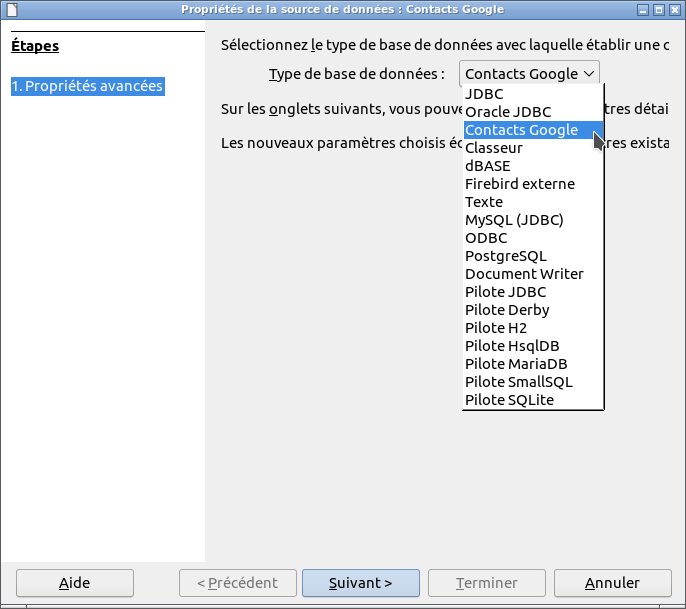 Propriétés de la source de données : Contacts Google
Étapes
1. Propriétés avancées
Sélectionnez le type de base de données avec laquelle établir une c
Type de base de données : Contacts Google
Sur les onglets suivants, vous pouve tres détai
Les nouveaux paramètres choisis éc res exista
JDBC
Oracle JDBC
Contacts Google
Classeur
dBASE
Firebird externe
Texte
MySQL (JDBC)
ODBC
PostgreSQL
Document Writer
Pilote JDBC
Pilote Derby
Pilote H2
Pilote HsqlDB
Pilote MariaDB
Pilote SmallSQL
Pilote SQLite
Aide
< Précédent
Suivant >
Terminer
Annuler